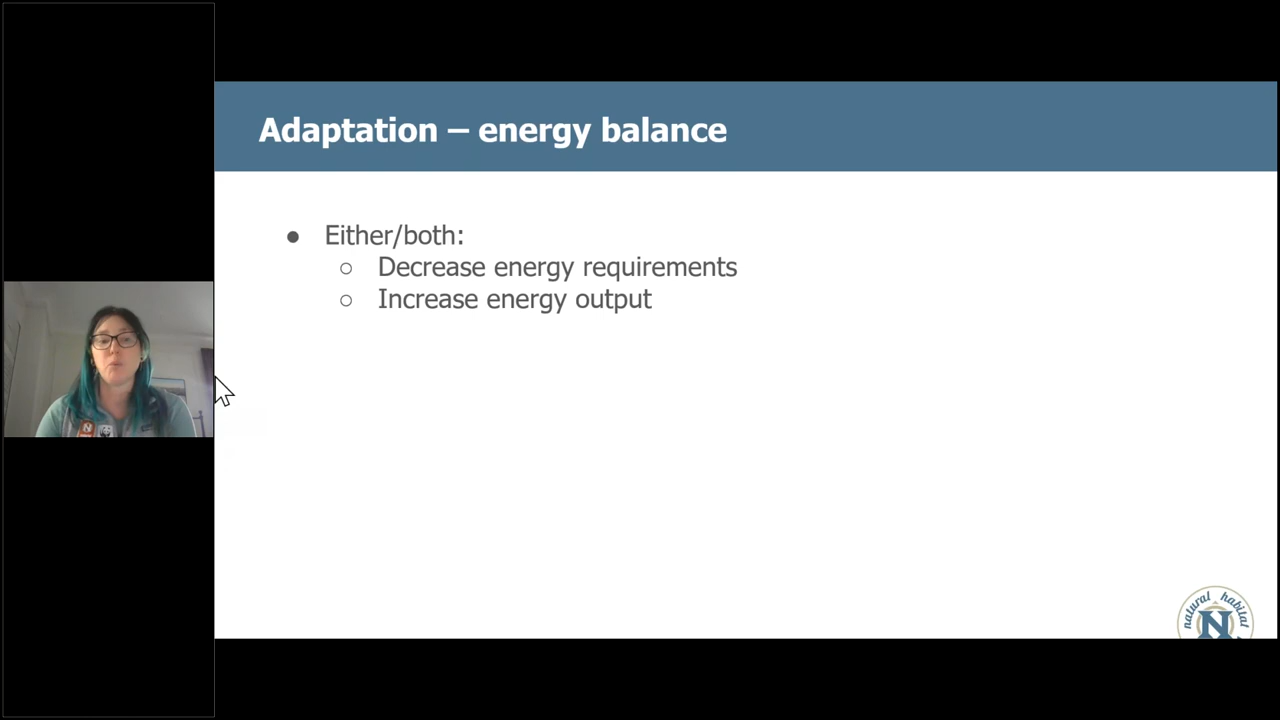 Adaptation – energy balance
● Either/both:
○ Decrease energy requirements
○ Increase energy output
natural habitat
N